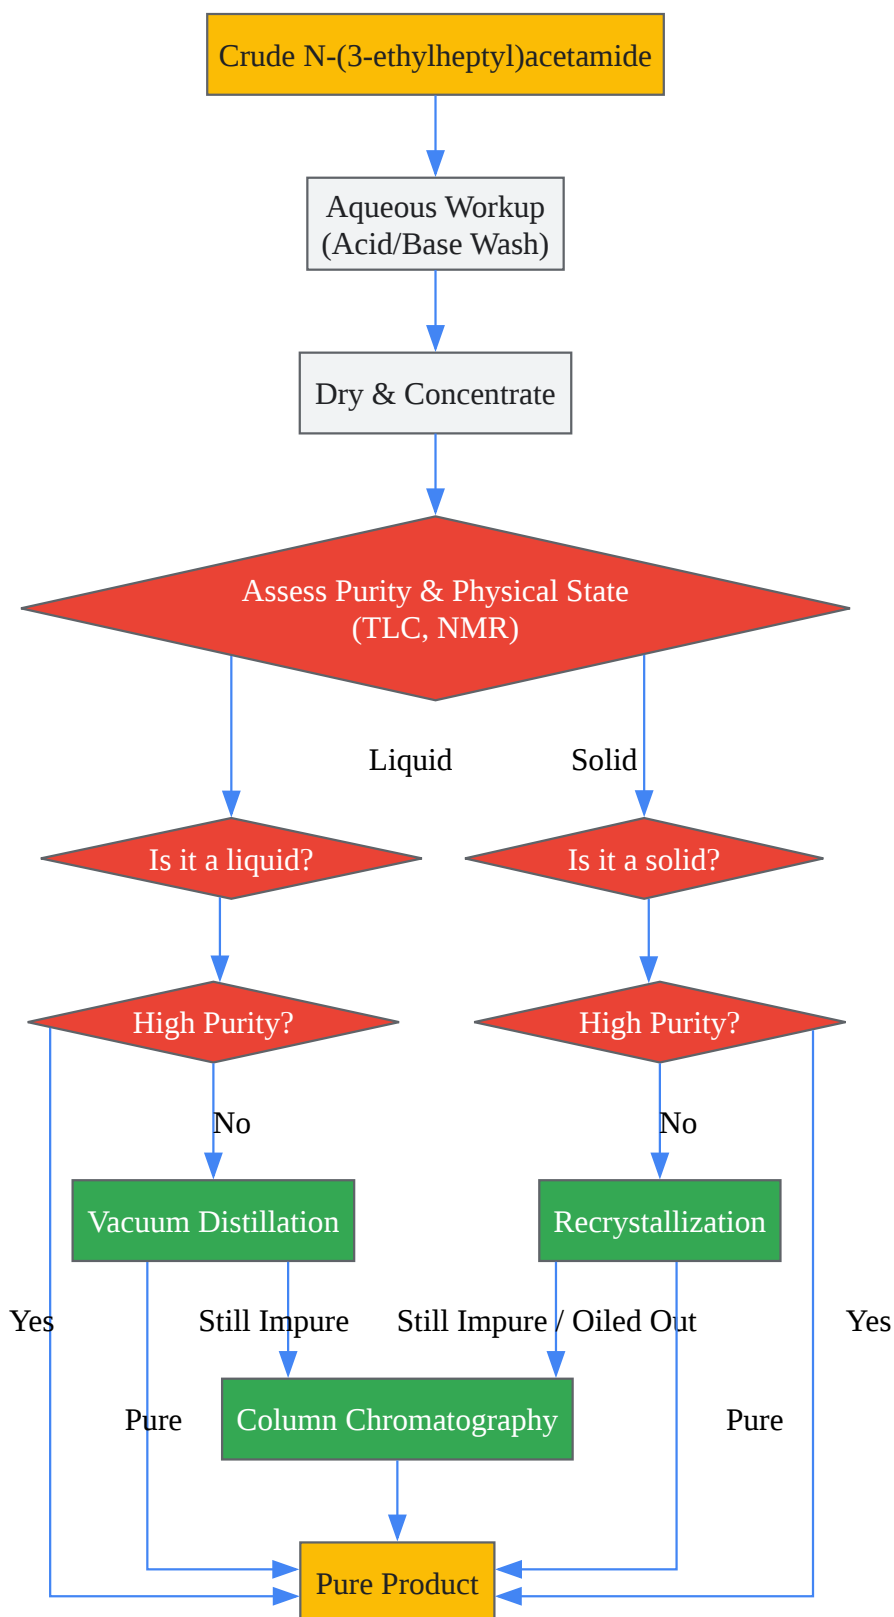 Crude N-(3-ethylheptyl)acetamide
Aqueous Workup
(Acid/Base Wash)
Dry & Concentrate
Assess Purity & Physical State
(TLC, NMR)
Liquid
Solid
Is it a liquid?
Is it a solid?
High Purity?
High Purity?
No
No
Vacuum Distillation
Recrystallization
Yes
Still Impure
Still Impure / Oiled Out
Yes
Pure
Column Chromatography
Pure
Pure Product